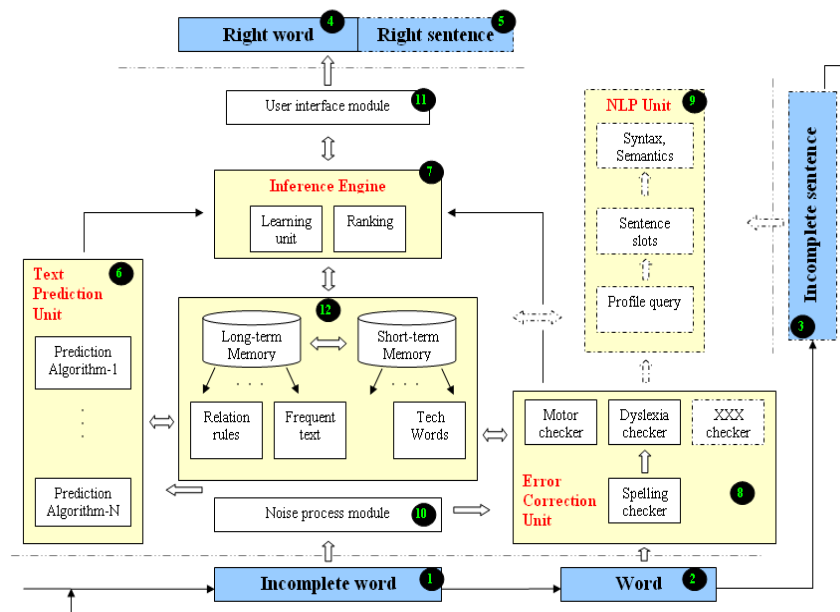 Right word
4
Right sentence
5
User interface module
11
NLP Unit
9
Syntax,
Semantics
Sentence
slots
Profile query
Incomplete sentence
3
Inference Engine
7
Learning
unit
Ranking
Text
Prediction
Unit
6
Prediction
Algorithm-1
.
.
.
Prediction
Algorithm-N
12
Long-term
Memory
Short-term
Memory
. . .
. . .
Relation
rules
Frequent
text
Tech
Words
Motor
checker
Dyslexia
checker
XXX
checker
Spelling
checker
Error
Correction
Unit
8
Noise process module
10
Incomplete word
1
Word
2